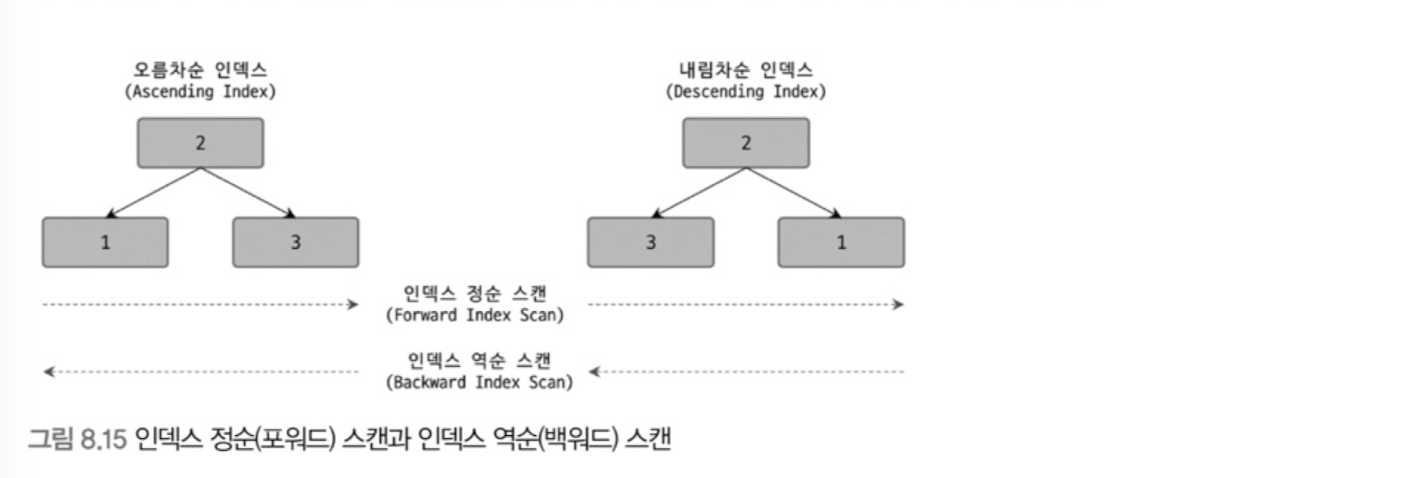 오름차순 인덱스
(Ascending Index)
2
1
3
내림차순 인덱스
(Descending Index)
2
3
1
인덱스 정순 스캔
(Forward Index Scan)
인덱스 역순 스캔
(Backward Index Scan)
그림 8.15 인덱스 정순(포워드) 스캔과 인덱스 역순(백워드) 스캔